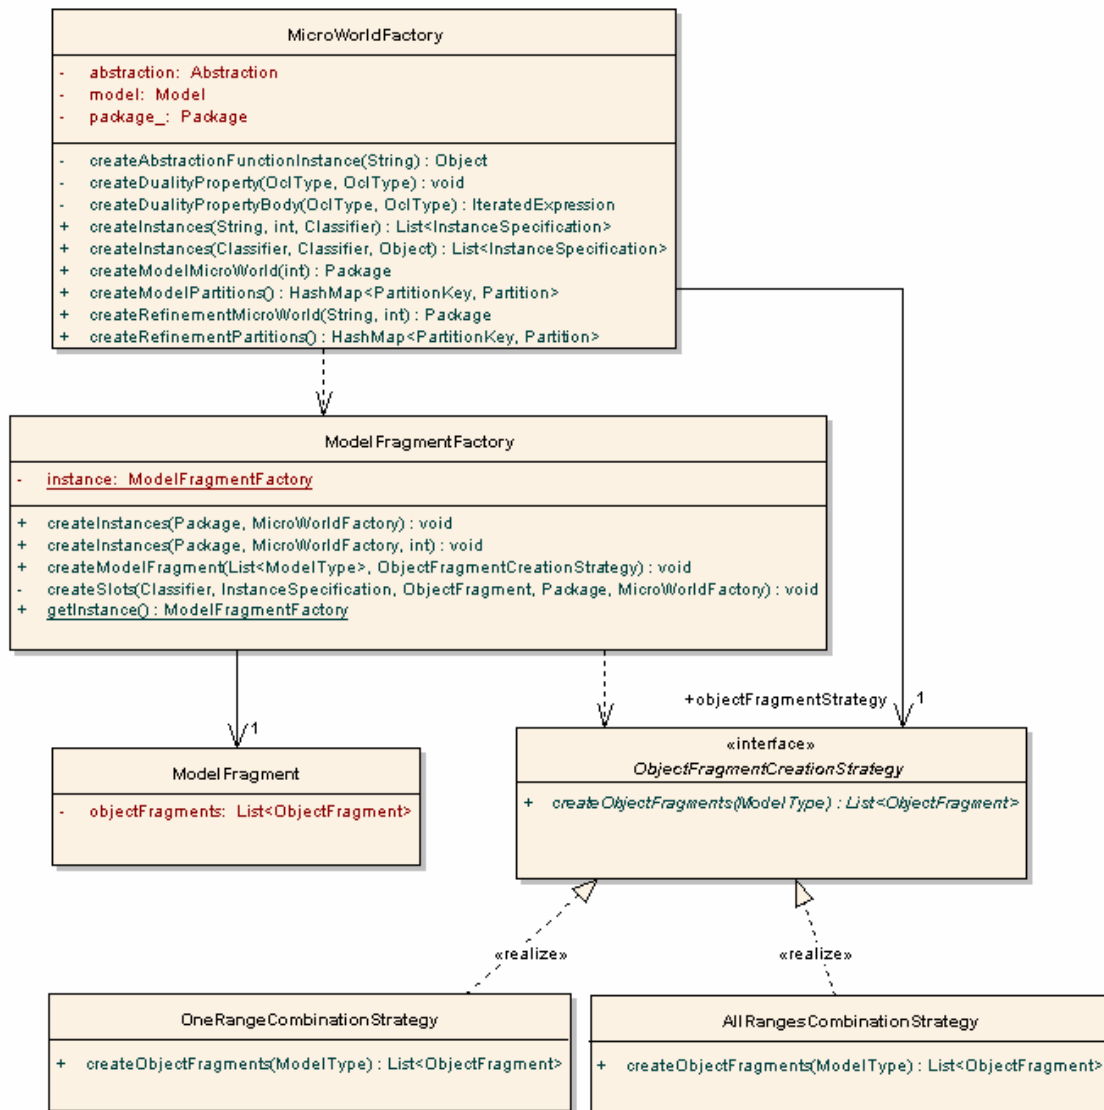 MicroWorldFactory
- abstraction: Abstraction
- model: Model
- package_: Package
- createAbstractionFunctionInstance(String) : Object
- createDualityProperty(OclType, OclType) : void
- createDualityPropertyBody(OclType, OclType) : IteratedExpression
+ createInstances(String, int, Classifier) : List<InstanceSpecification>
+ createInstances(Classifier, Classifier, Object) : List<InstanceSpecification>
+ createModelMicroWorld(int) : Package
+ createModelPartitions() : HashMap<PartitionKey, Partition>
+ createRefinementMicroWorld(String, int) : Package
+ createRefinementPartitions() : HashMap<PartitionKey, Partition>
ModelFragmentFactory
- instance: ModelFragmentFactory
+ createInstances(Package, MicroWorldFactory) : void
+ createInstances(Package, MicroWorldFactory, int) : void
+ createModelFragment(List<ModelType>, ObjectFragmentCreationStrategy) : void
- createSlots(Classifier, InstanceSpecification, ObjectFragment, Package, MicroWorldFactory) : void
+ getInstance() : ModelFragmentFactory
+objectFragmentStrategy 1
1
ModelFragment
- objectFragments: List<ObjectFragment>
«interface»
ObjectFragmentCreationStrategy
+ createObjectFragments(ModelType) : List<ObjectFragment>
«realize» «realize»
OneRangeCombinationStrategy
+ createObjectFragments(ModelType) : List<ObjectFragment>
AllRangesCombinationStrategy
+ createObjectFragments(ModelType) : List<ObjectFragment>